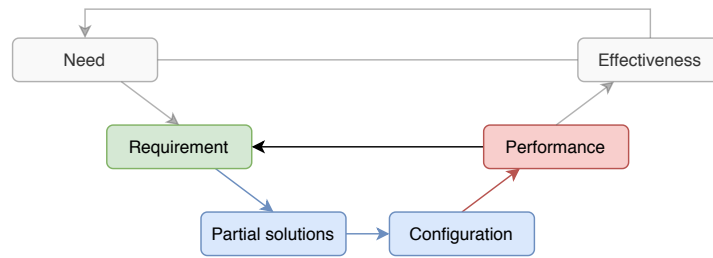 Need
Effectiveness
Requirement
Performance
Partial solutions
Configuration